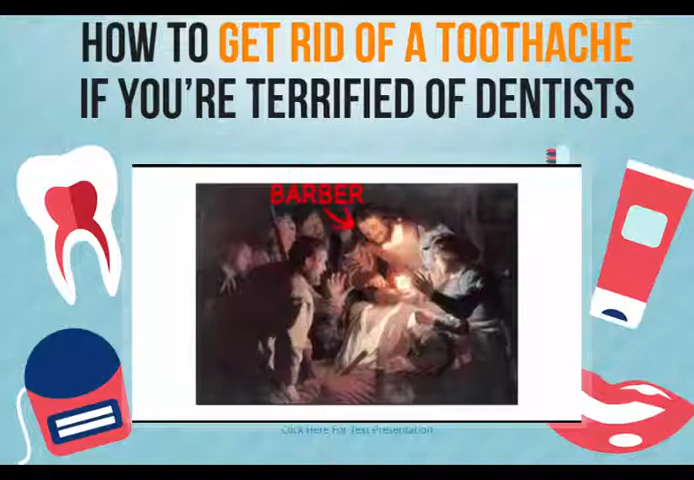 HOW TO GET RID OF A TOOTHACHE
IF YOU'RE TERRIFIED OF DENTISTS
BARBER
Click Here For Text Presentation